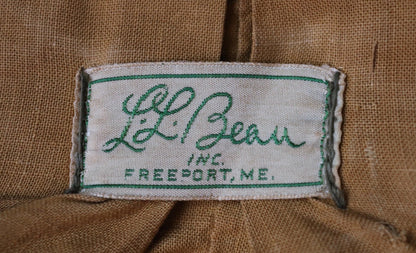 L.L. Bean
INC.
FREEPORT, ME.